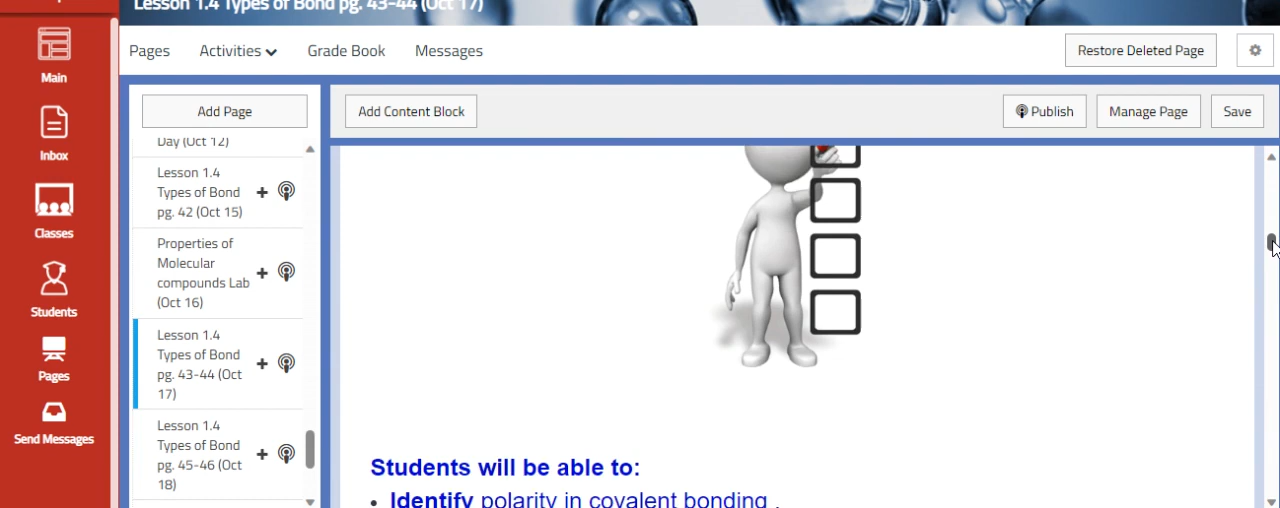 Lesson 1.4 Types of Bond pg. 43-44 (Oct 17)
Main
Inbox
Classes
Students
Pages
Send Messages
Pages
Activities
Grade Book
Messages
Restore Deleted Page
Add Page
Day (Oct 12)
Lesson 1.4
Types of Bond
pg. 42 (Oct 15)
Properties of
Molecular
compounds Lab
(Oct 16)
Lesson 1.4
Types of Bond
pg. 43-44 (Oct
17)
Lesson 1.4
Types of Bond
pg. 45-46 (Oct
18)
Add Content Block
Publish
Manage Page
Save
Students will be able to:
• Identify polarity in covalent bonding .